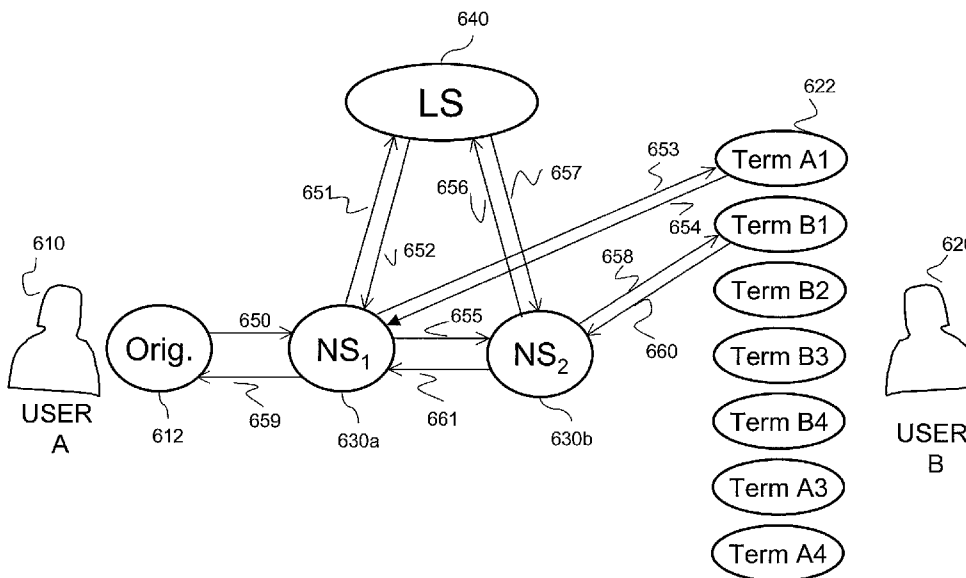 640
LS
622
Term A1
653
651
656
657
654
Term B1
652
610
658
620
Term B2
650
655
660
Orig.
NS₁
NS₂
Term B3
659
661
USER
A
612
630a
630b
Term B4
USER
B
Term A3
Term A4